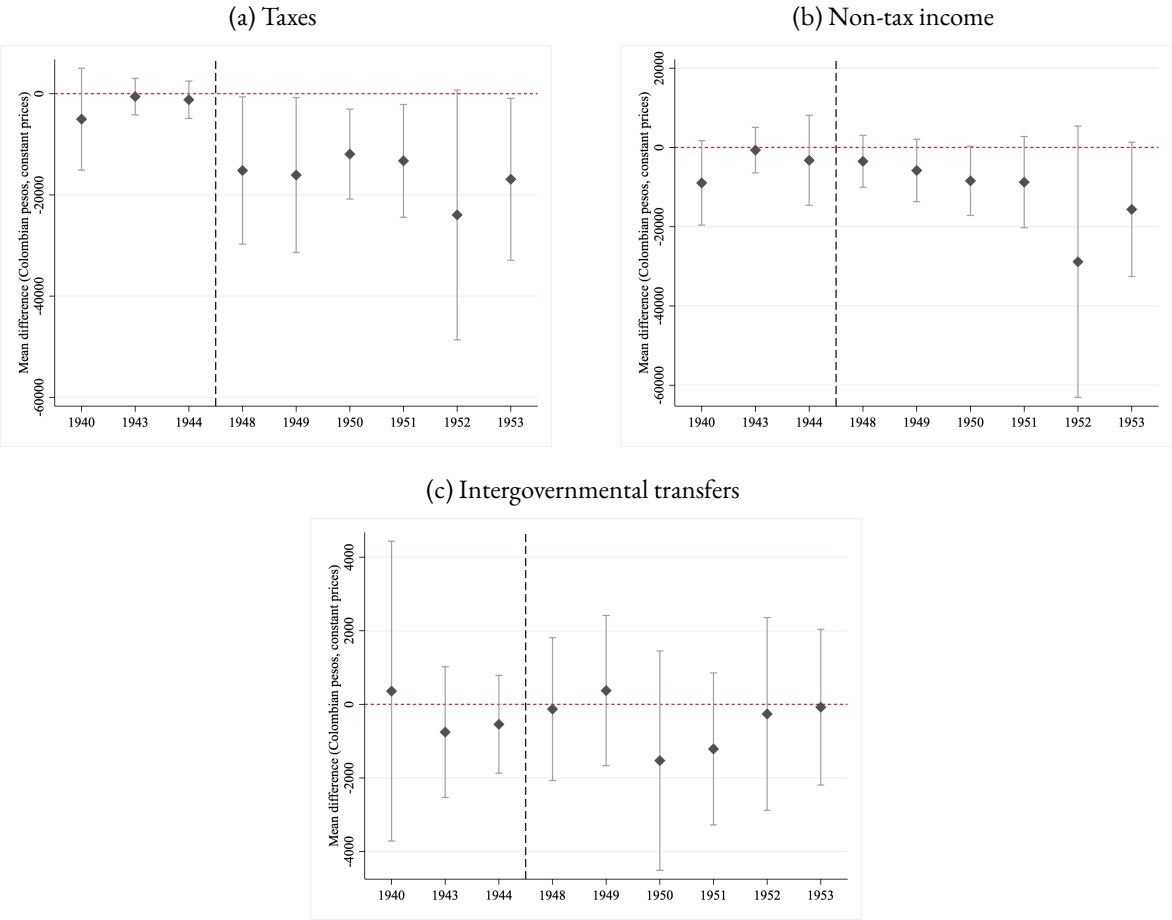 (a) Taxes
Mean difference (Colombian pesos, constant prices)
0
-20000
-40000
-60000
1940 1943 1944 1948 1949 1950 1951 1952 1953
(b) Non-tax income
Mean difference (Colombian pesos, constant prices)
20000
0
-20000
-40000
-60000
1940 1943 1944 1948 1949 1950 1951 1952 1953
(c) Intergovernmental transfers
Mean difference (Colombian pesos, constant prices)
4000
2000
0
-2000
-4000
1940 1943 1944 1948 1949 1950 1951 1952 1953